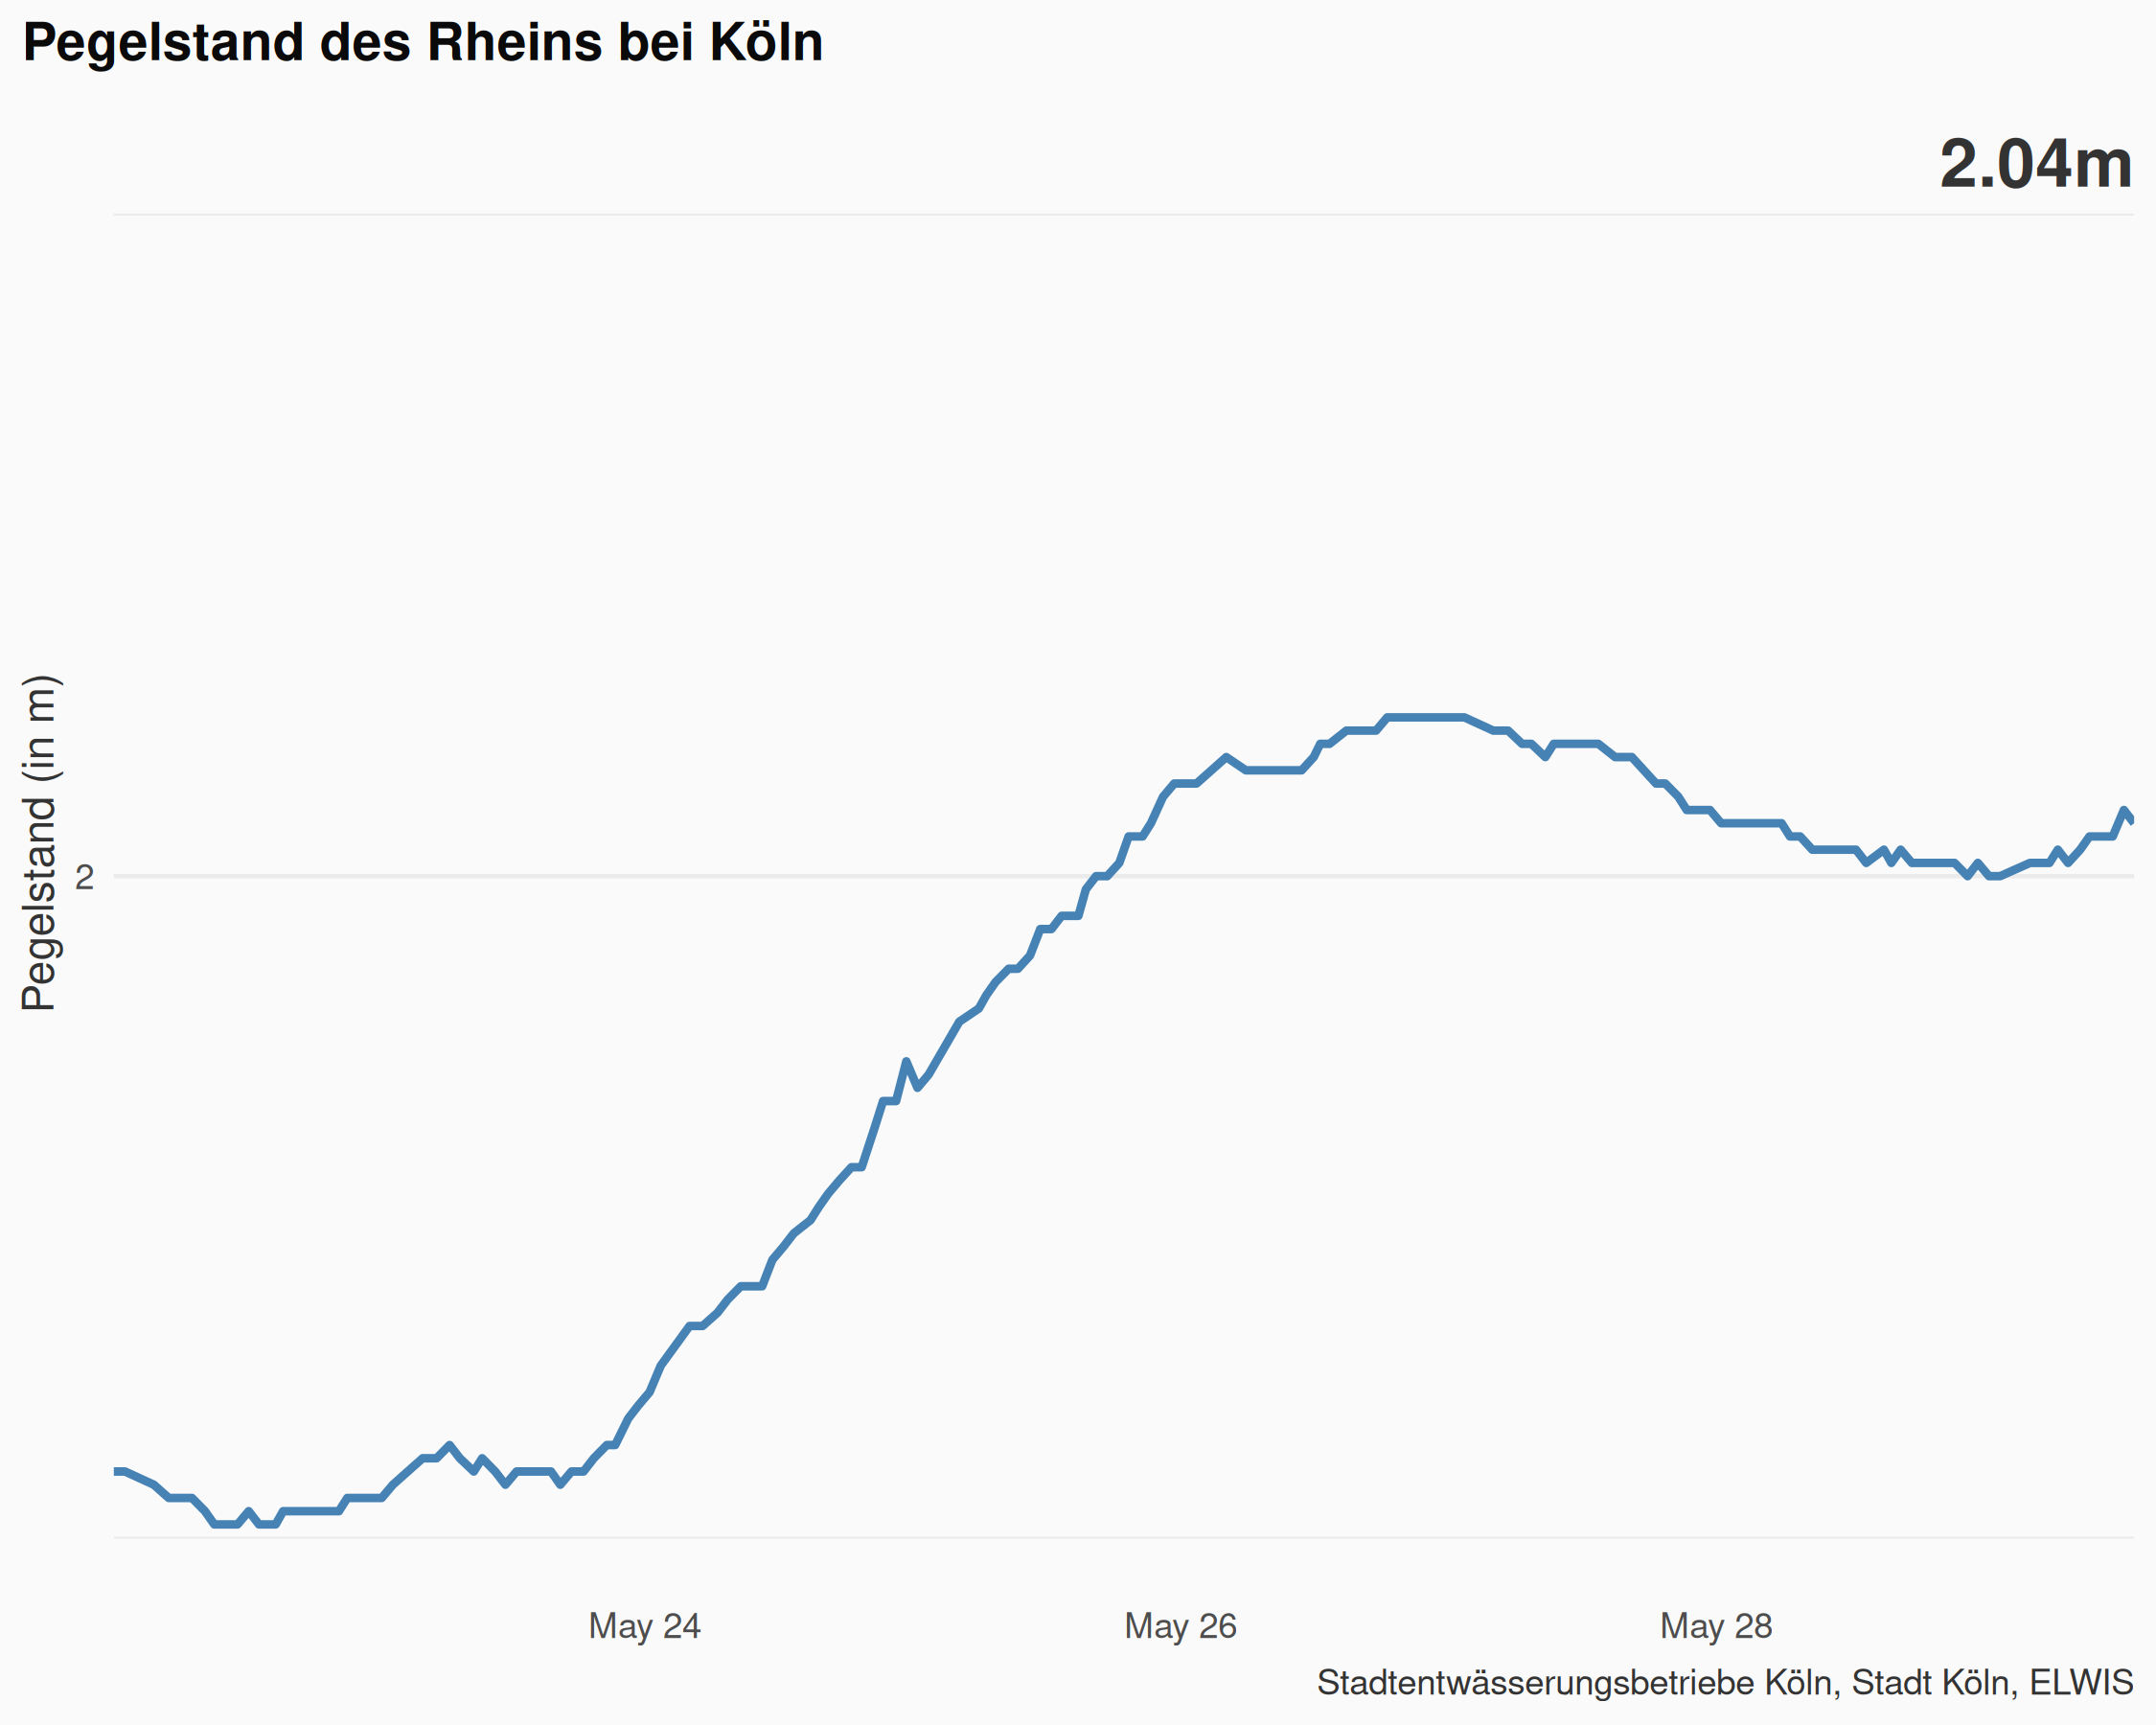 Pegelstand des Rheins bei Köln
2.04m
Pegelstand (in m)
2
May 24
May 26
May 28
Stadtentwässerungsbetriebe Köln, Stadt Köln, ELWIS